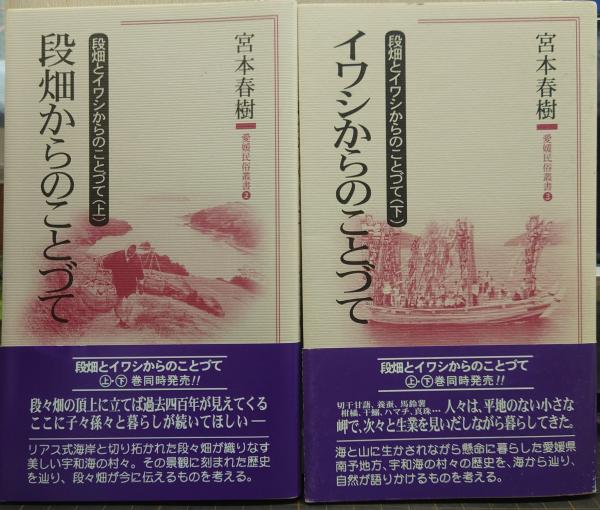 宮本春樹
愛媛民俗叢書❷
段畑とイワシからのことづて(上)
段畑からのことづて
段畑とイワシからのことづて
㊤・㊦巻同時発売!!
段々畑の頂上に立てば過去四百年が見えてくる
ここに子々孫々と暮らしが続いてほしい―
リアス式海岸と切り拓かれた段々畑が織りなす
美しい宇和海の村々。その景観に刻まれた歴史
を辿り、段々畑が今に伝えるものを考える。
宮本春樹
愛媛民俗叢書❸
段畑とイワシからのことづて(下)
イワシからのことづて
段畑とイワシからのことづて
㊤・㊦巻同時発売!!
切干甘藷、養蚕、馬鈴薯
柑橘、干鰯、ハマチ、真珠…人々は、平地のない小さな
岬で、次々と生業を見いだしながら暮らしてきた。
海と山に生かされながら懸命に暮らした愛媛県
南予地方、宇和海の村々の歴史を、海から辿り、
自然が語りかけるものを考える。